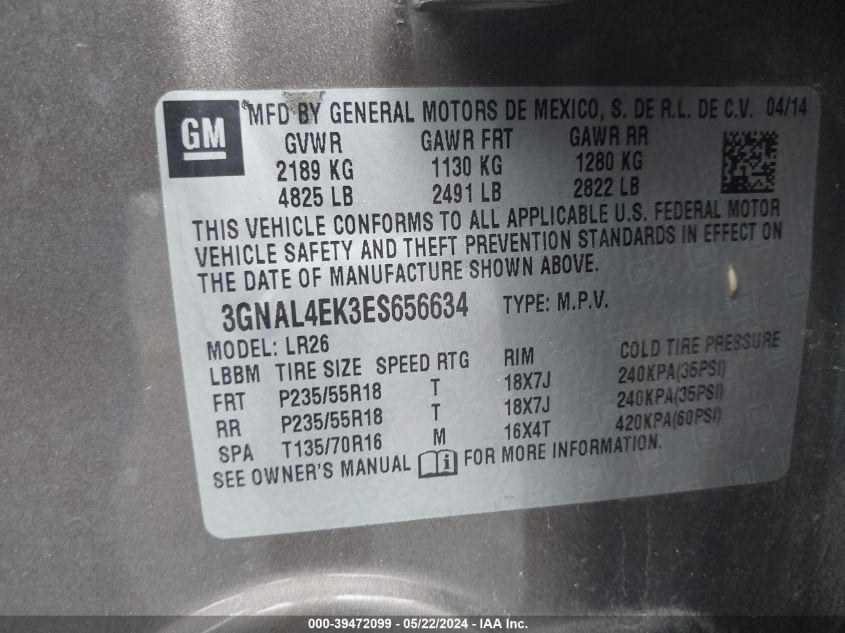 GM ® MFD BY GENERAL MOTORS DE MEXICO, S. DE R.L. DE C.V. 04/14
GVWR GAWR FRT GAWR RR
2189 KG 1130 KG 1280 KG
4825 LB 2491 LB 2822 LB
THIS VEHICLE CONFORMS TO ALL APPLICABLE U.S. FEDERAL MOTOR
VEHICLE SAFETY AND THEFT PREVENTION STANDARDS IN EFFECT ON
THE DATE OF MANUFACTURE SHOWN ABOVE.
3GNAL4EK3ES656634 TYPE: M.P.V.
MODEL: LR26
LBBM TIRE SIZE SPEED RTG RIM COLD TIRE PRESSURE
FRT P235/55R18 T 18X7J 240KPA(35PSI)
RR P235/55R18 T 18X7J 240KPA(35PSI)
SPA T135/70R16 M 16X4T 420KPA(60PSI)
SEE OWNER'S MANUAL i FOR MORE INFORMATION.
000-39472099 — 05/22/2024 — IAA Inc.